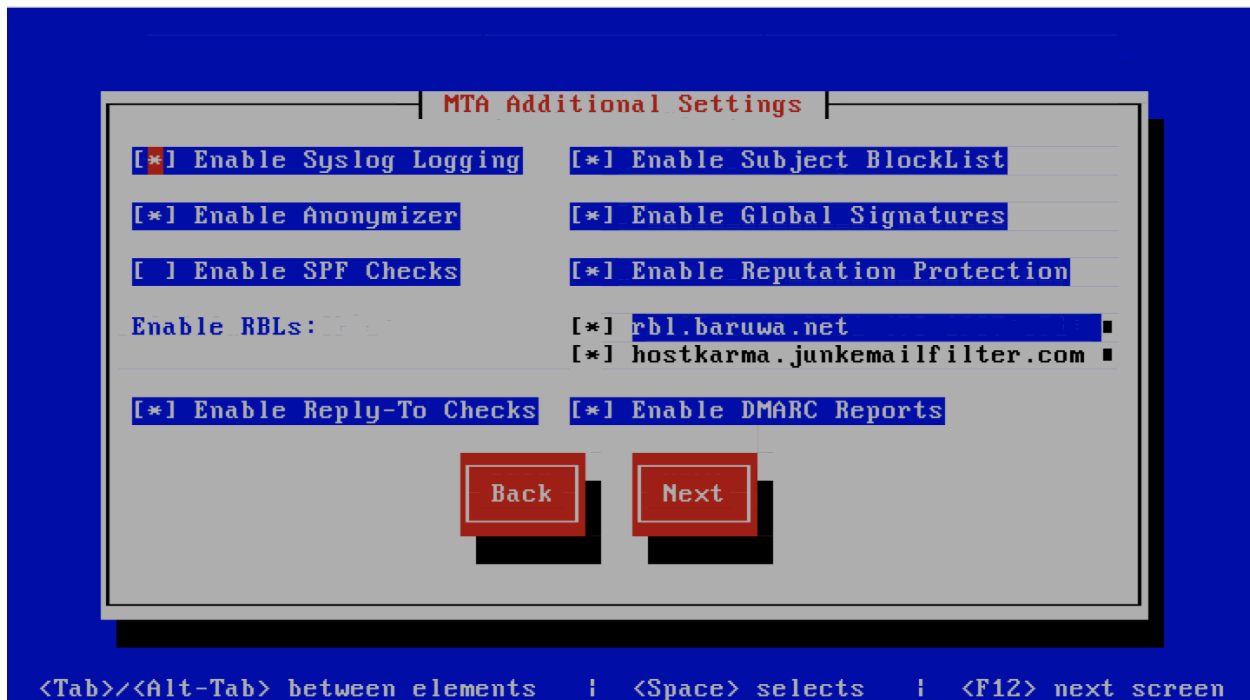 MTA Additional Settings
[*] Enable Syslog Logging [*] Enable Subject BlockList
[*] Enable Anonymizer [*] Enable Global Signatures
[ ] Enable SPF Checks [*] Enable Reputation Protection
Enable RBLs: [*] rbl.baruwa.net
[*] hostkarma.junkemailfilter.com
[*] Enable Reply-To Checks [*] Enable DMARC Reports
Back Next
<Tab>/<Alt-Tab> between elements | <Space> selects | <F12> next screen